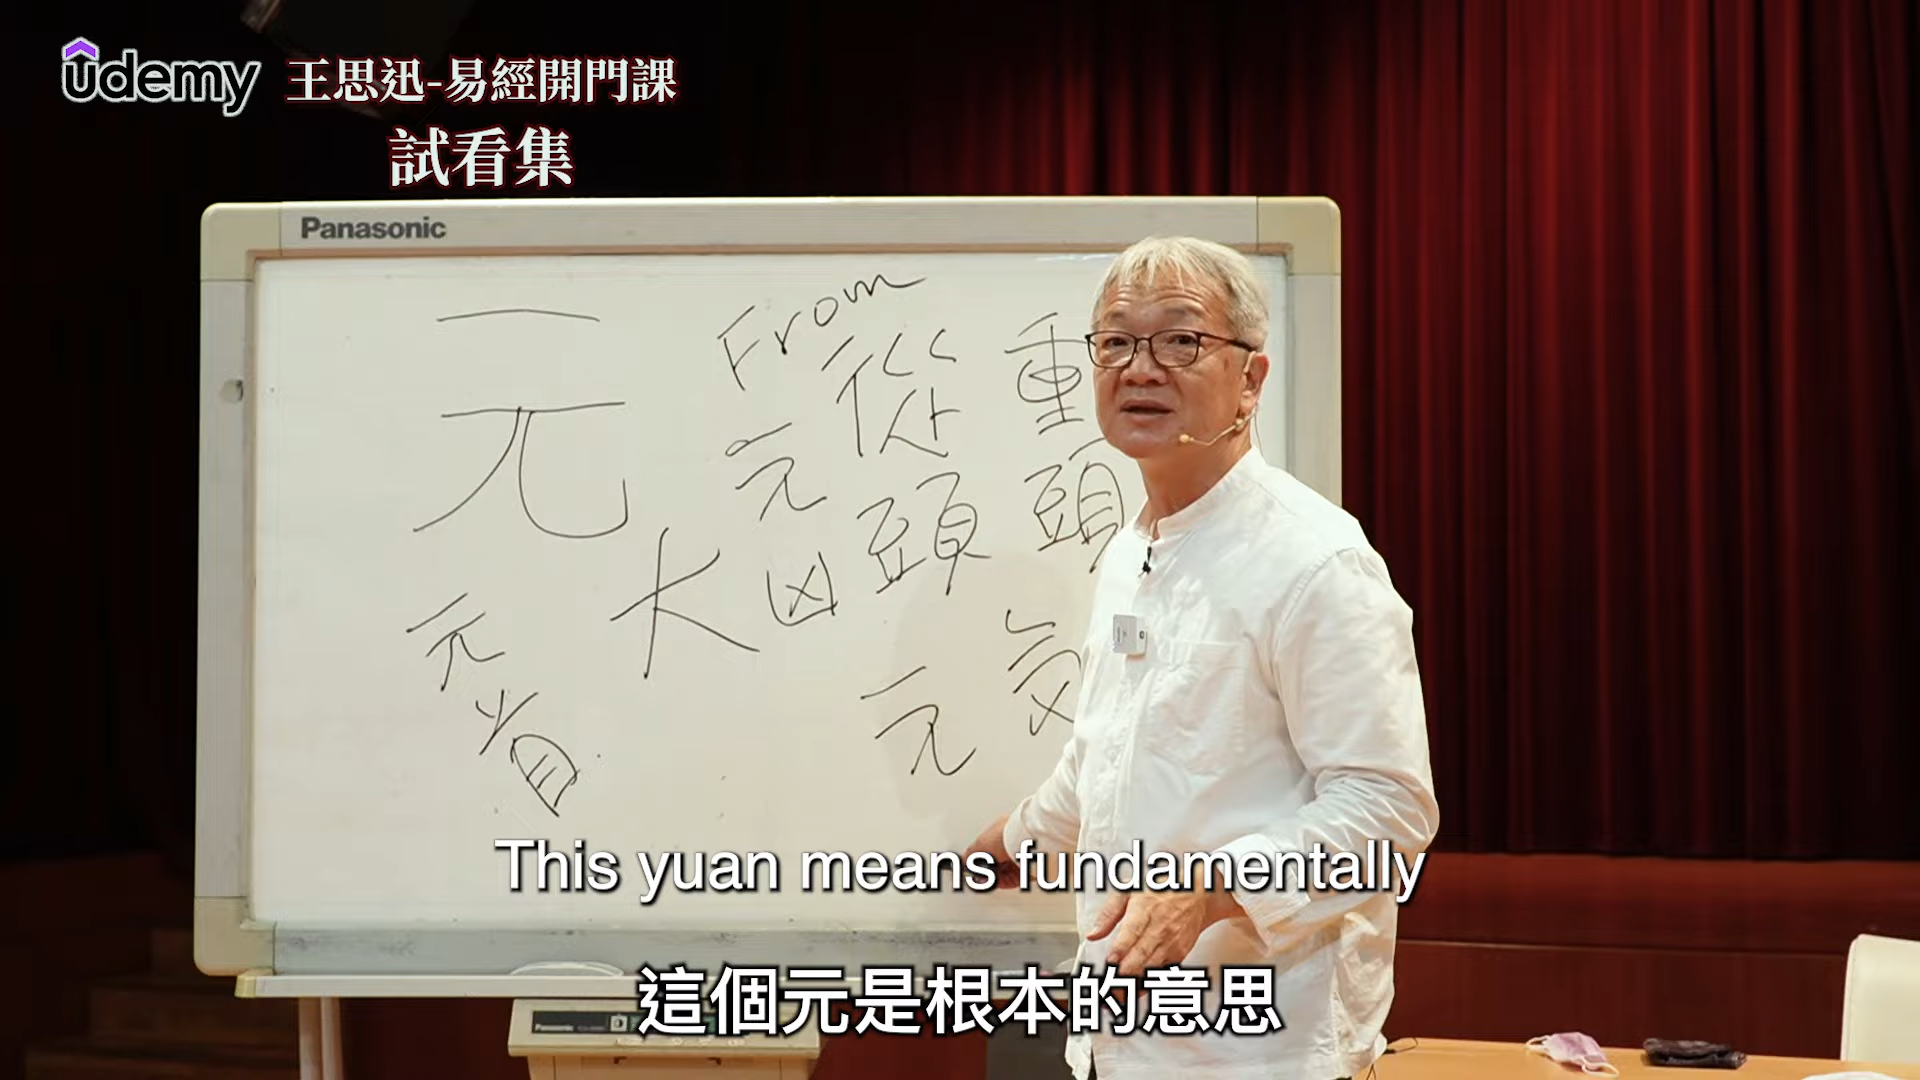 udemy 王思迅-易經開門課
試看集
Panasonic
From
元
從頭
重頭
元
大凶
元首
元气
This yuan means fundamentally
這個元是根本的意思
Panasonic